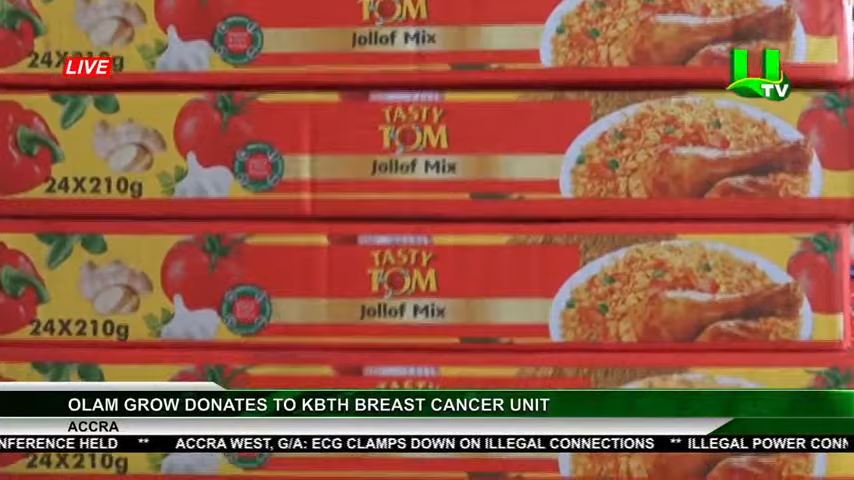 TOM
Jollof Mix
24X210g
LIVE
U
TV
TASTY
TOM
Jollof Mix
24X210g
TASTY
TOM
Jollof Mix
24X210g
TASTY
OLAM GROW DONATES TO KBTH BREAST CANCER UNIT
ACCRA
NFERENCE HELD ** ACCRA WEST, G/A: ECG CLAMPS DOWN ON ILLEGAL CONNECTIONS ** ILLEGAL POWER CONN
24X210g